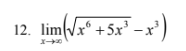 12. lim x→∞ (√(x⁶ + 5x³) − x³)